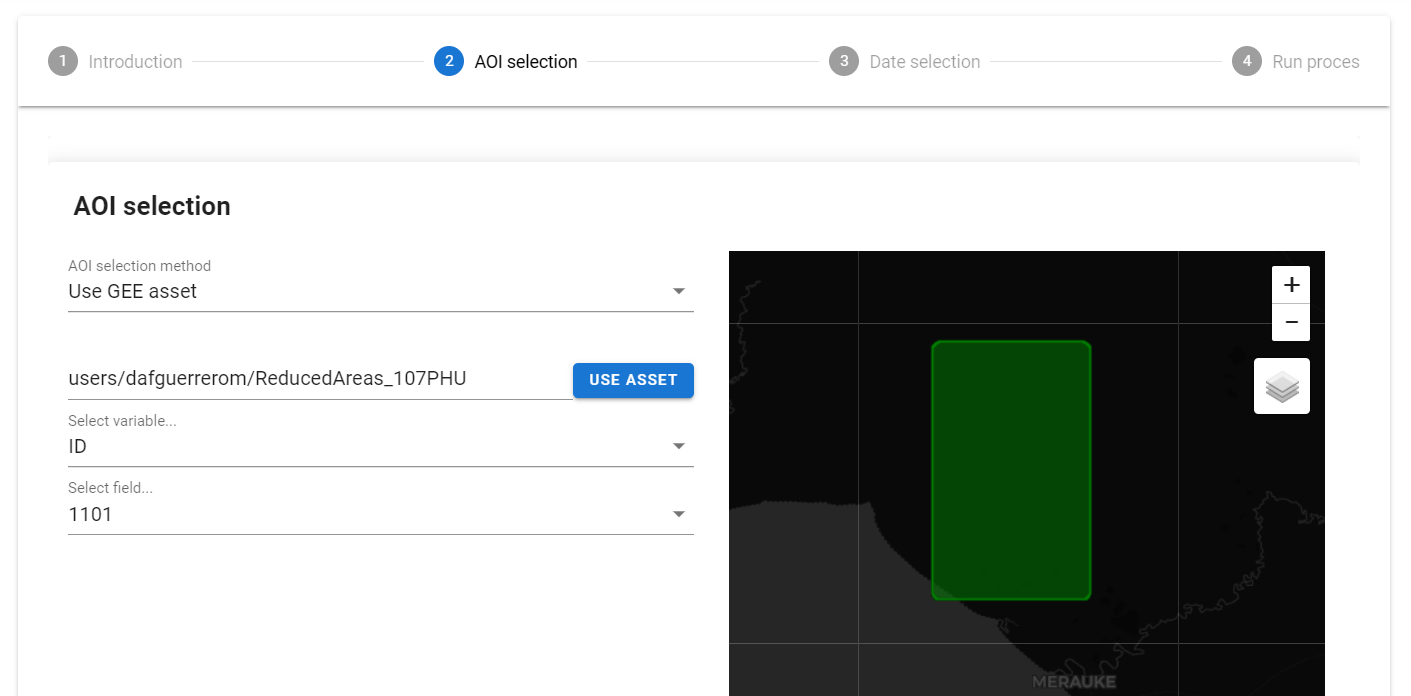 1 Introduction 2 AOI selection 3 Date selection 4 Run proces
AOI selection
AOI selection method
Use GEE asset
users/dafguerrerom/ReducedAreas_107PHU USE ASSET
Select variable...
ID
Select field...
1101
+
−
MERAUKE